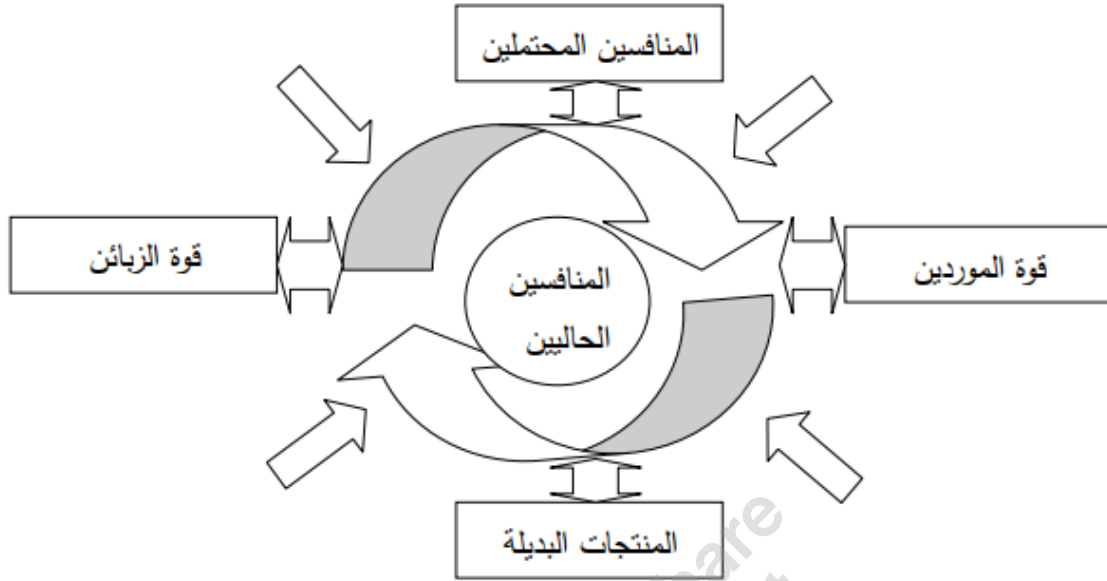 المنافسين المحتملين
قوة الموردين
المنافسين
الحاليين
قوة الزبائن
المنتجات البديلة